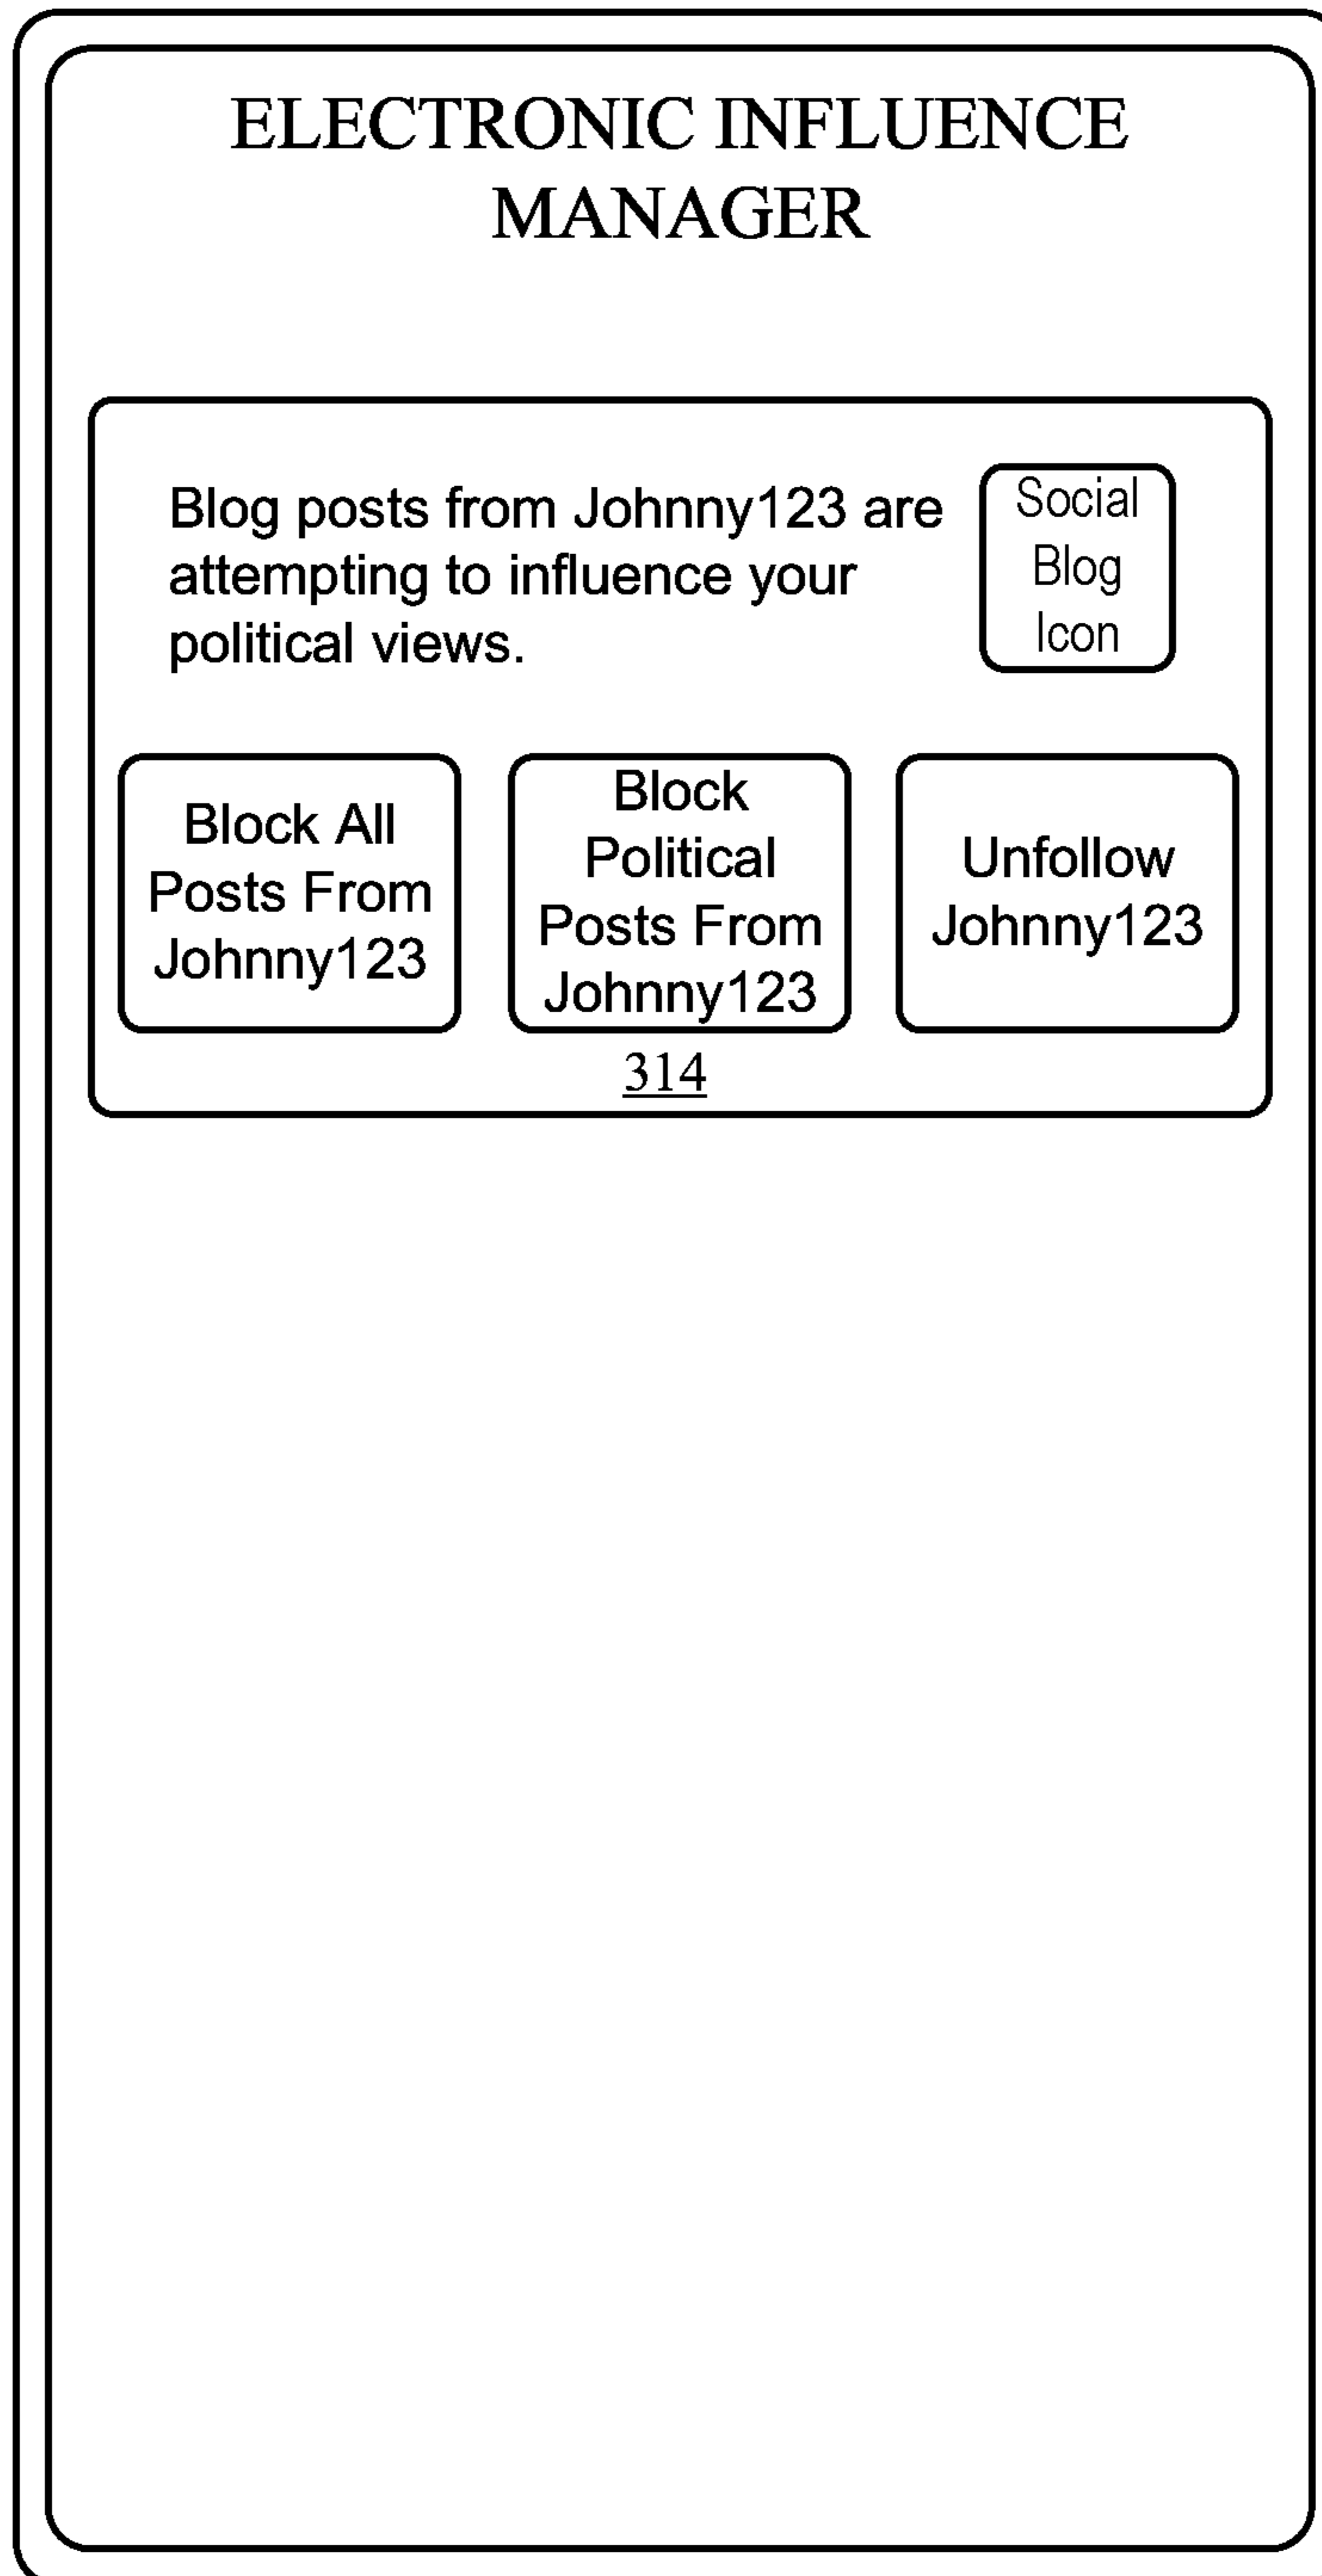 ELECTRONIC INFLUENCE
MANAGER
Blog posts from Johnny123 are
attempting to influence your
political views.
Social
Blog
Icon
Block All
Posts From
Johnny123
Block
Political
Posts From
Johnny123
Unfollow
Johnny123
314